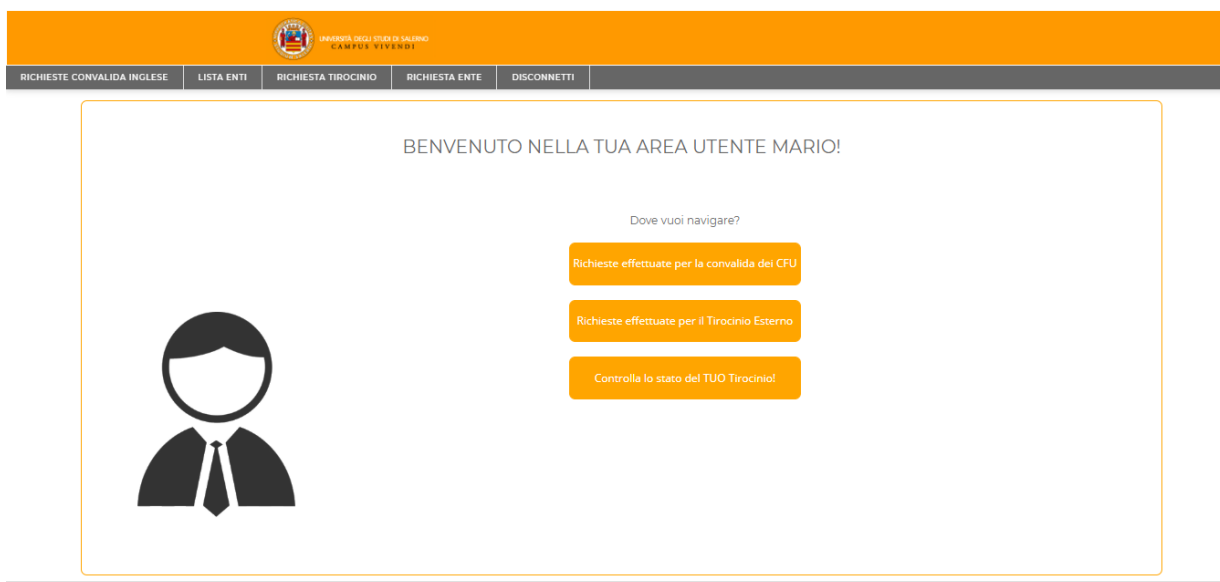 UNIVERSITÀ DEGLI STUDI DI SALERNO
CAMPUS VIVENDI
RICHIESTE CONVALIDA INGLESE LISTA ENTI RICHIESTA TIROCINIO RICHIESTA ENTE DISCONNETTI
BENVENUTO NELLA TUA AREA UTENTE MARIO!
Dove vuoi navigare?
Richieste effettuate per la convalida dei CFU
Richieste effettuate per il Tirocinio Esterno
Controlla lo stato del TUO Tirocinio!